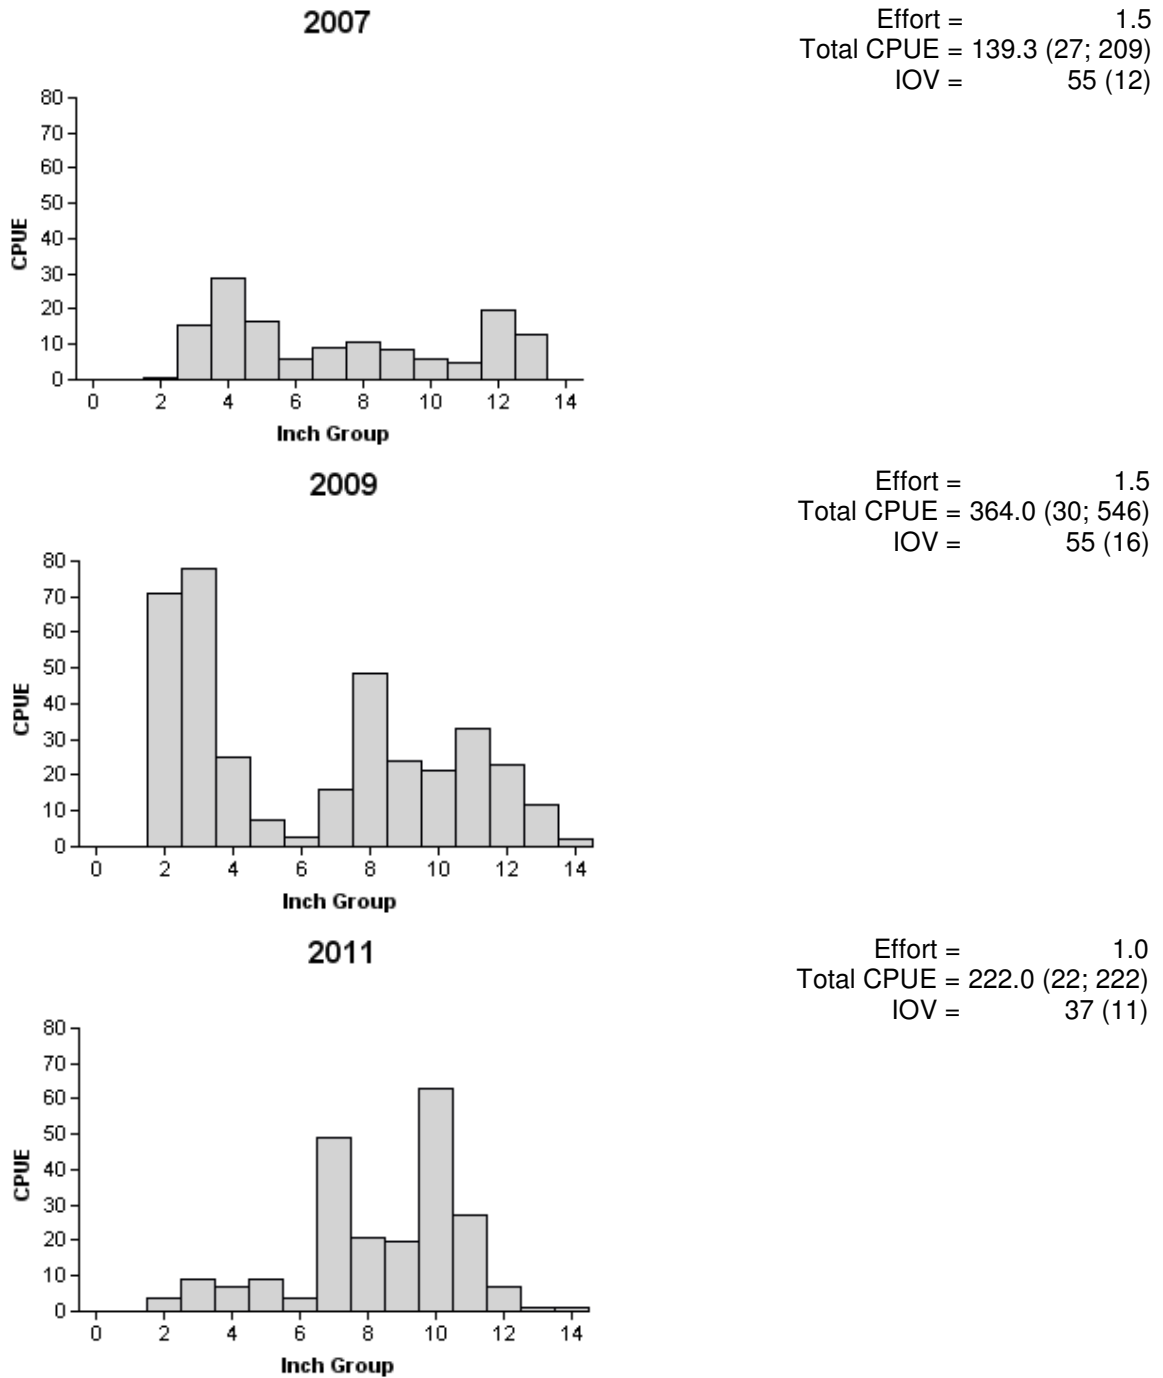 2007
Effort = 1.5
Total CPUE = 139.3 (27; 209)
IOV = 55 (12)
80
70
60
50
40
30
20
10
0
CPUE
0 2 4 6 8 10 12 14
Inch Group
2009
Effort = 1.5
Total CPUE = 364.0 (30; 546)
IOV = 55 (16)
80
70
60
50
40
30
20
10
0
CPUE
0 2 4 6 8 10 12 14
Inch Group
2011
Effort = 1.0
Total CPUE = 222.0 (22; 222)
IOV = 37 (11)
80
70
60
50
40
30
20
10
0
CPUE
0 2 4 6 8 10 12 14
Inch Group